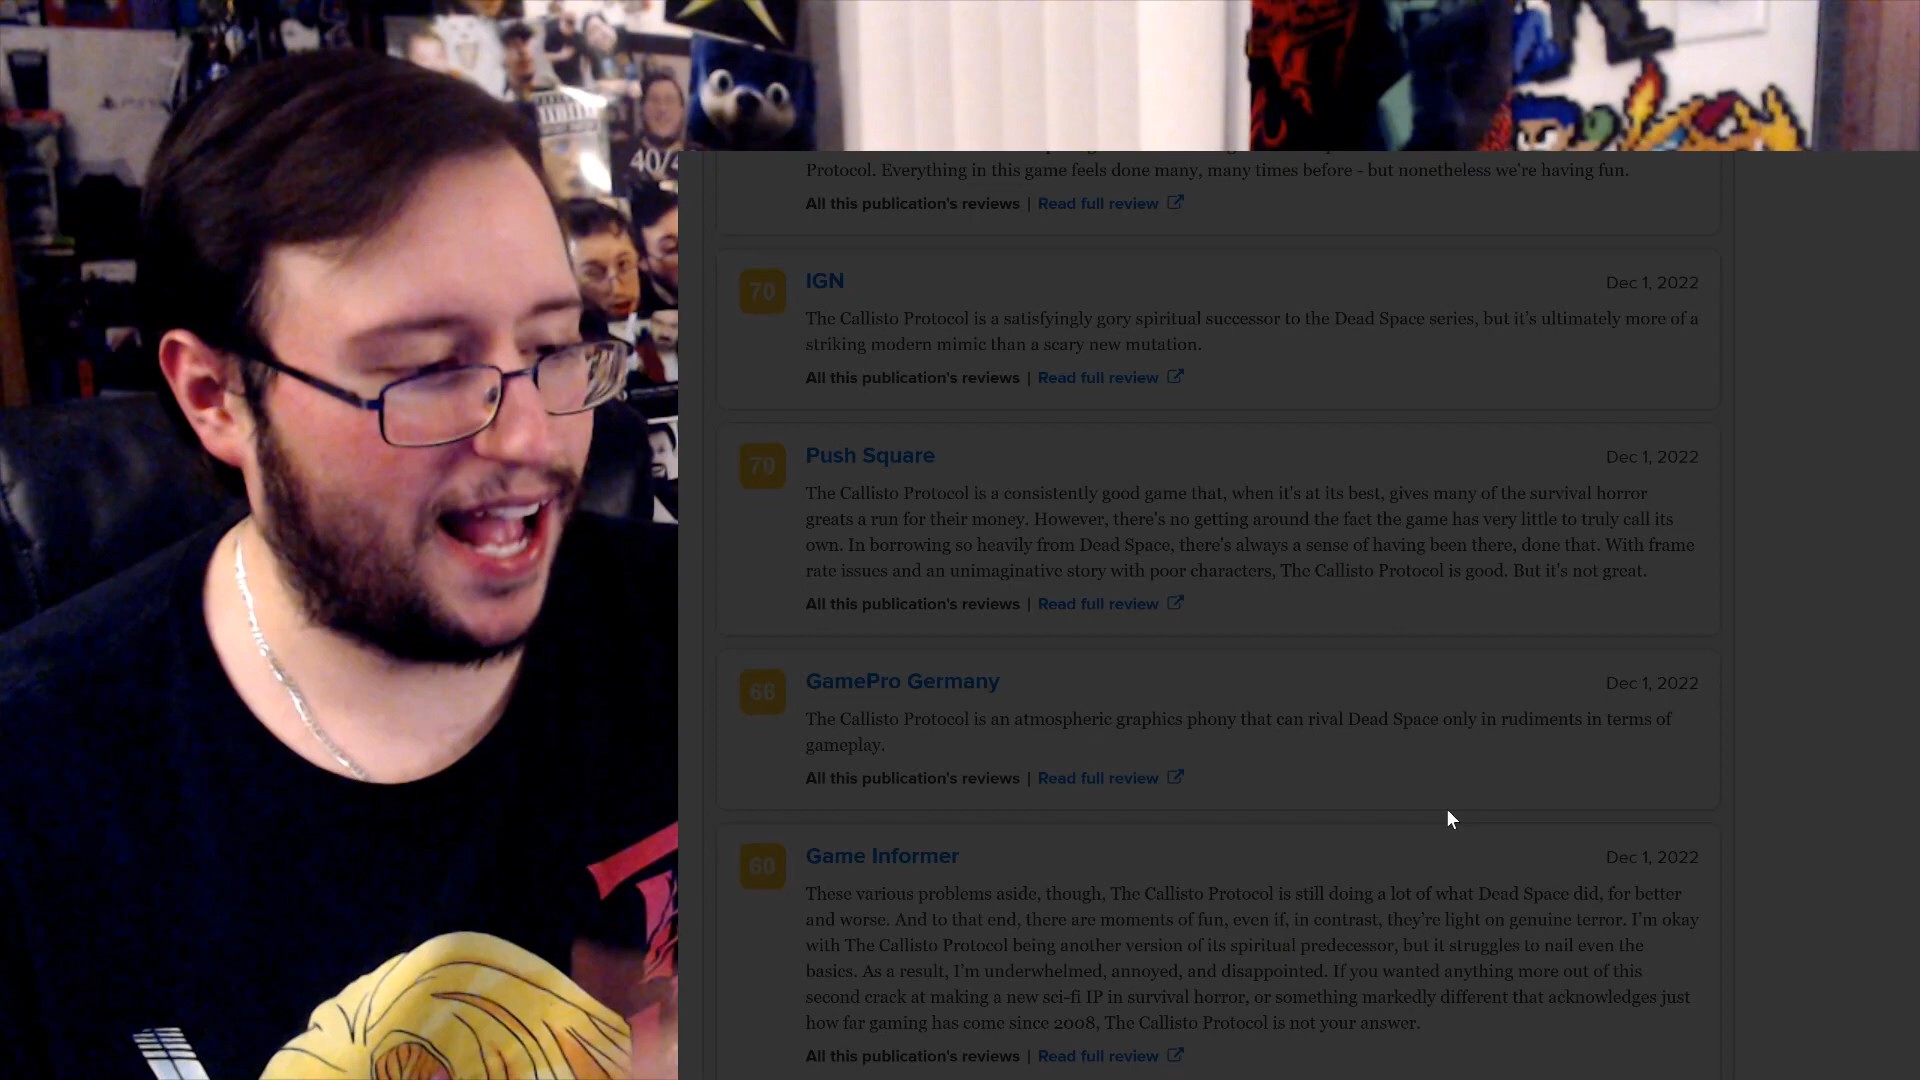 PS5
40/4
Protocol. Everything in this game feels done many, many times before - but nonetheless we're having fun.
All this publication's reviews | Read full review
70
IGN
Dec 1, 2022
The Callisto Protocol is a satisfyingly gory spiritual successor to the Dead Space series, but it's ultimately more of a
striking modern mimic than a scary new mutation.
All this publication's reviews | Read full review
70
Push Square
Dec 1, 2022
The Callisto Protocol is a consistently good game that, when it's at its best, gives many of the survival horror
greats a run for their money. However, there's no getting around the fact the game has very little to truly call its
own. In borrowing so heavily from Dead Space, there's always a sense of having been there, done that. With frame
rate issues and an unimaginative story with poor characters, The Callisto Protocol is good. But it's not great.
All this publication's reviews | Read full review
GamePro Germany
Dec 1, 2022
The Callisto Protocol is an atmospheric graphics phony that can rival Dead Space only in rudiments in terms of
gameplay.
All this publication's reviews | Read full review
60
Game Informer
Dec 1, 2022
These various problems aside, though, The Callisto Protocol is still doing a lot of what Dead Space did, for better
and worse. And to that end, there are moments of fun, even if, in contrast, they're light on genuine terror. I'm okay
with The Callisto Protocol being another version of its spiritual predecessor, but it struggles to nail even the
basics. As a result, I'm underwhelmed, annoyed, and disappointed. If you wanted anything more out of this
second crack at making a new sci-fi IP in survival horror, or something markedly different that acknowledges just
how far gaming has come since 2008, The Callisto Protocol is not your answer.
All this publication's reviews | Read full review